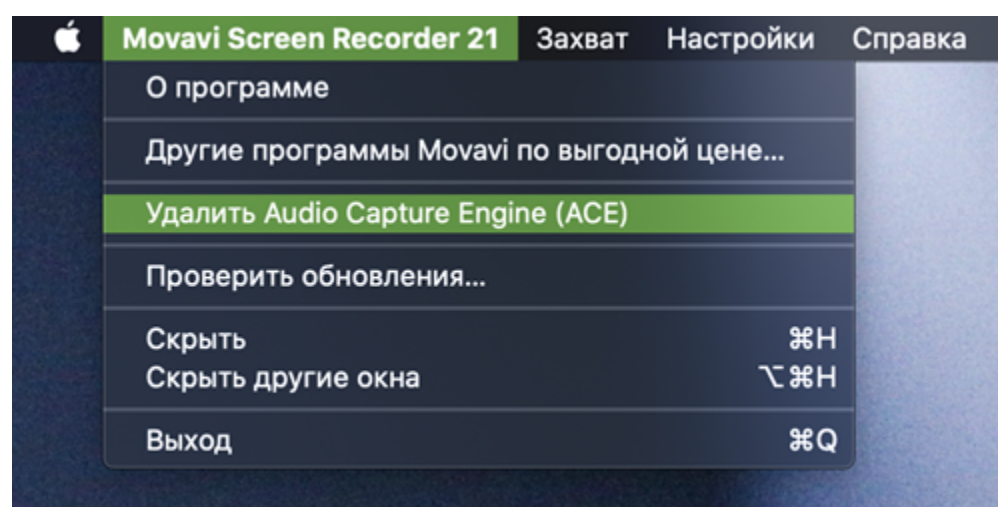 Movavi Screen Recorder 21 Захват Настройки Справка
О программе
Другие программы Movavi по выгодной цене...
Удалить Audio Capture Engine (ACE)
Проверить обновления...
Скрыть ⌘H
Скрыть другие окна ⌥⌘H
Выход ⌘Q